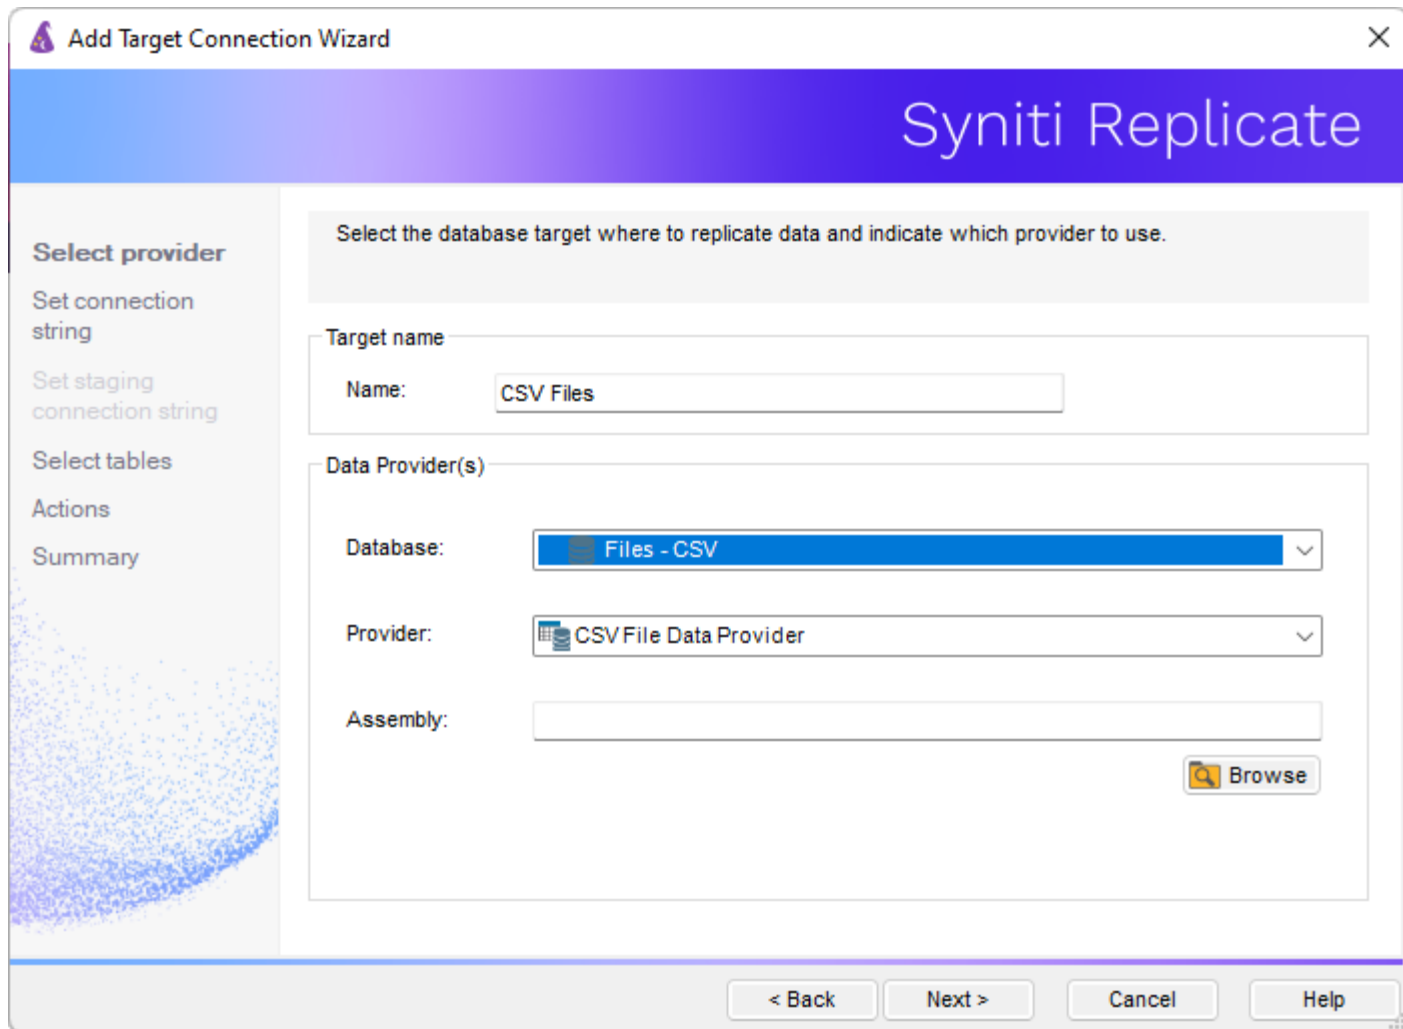 Add Target Connection Wizard
Syniti Replicate
Select provider
Set connection
string
Set staging
connection string
Select tables
Actions
Summary
Select the database target where to replicate data and indicate which provider to use.
Target name
Name:
CSV Files
Data Provider(s)
Database:
Files - CSV
Provider:
CSV File Data Provider
Assembly:
Browse
< Back
Next >
Cancel
Help